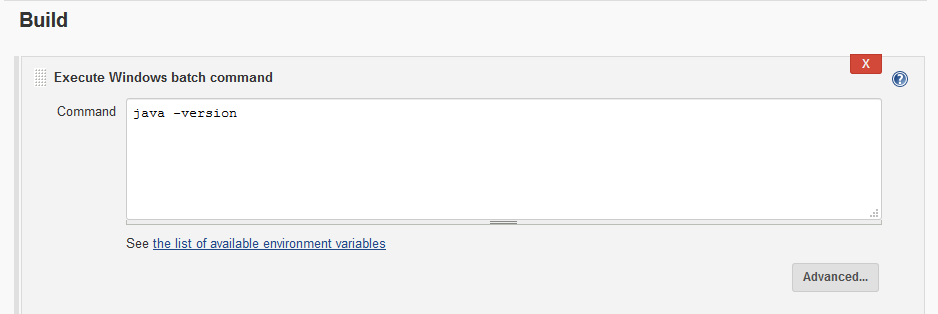 Build
X
Execute Windows batch command
?
Command
java -version
See the list of available environment variables
Advanced...